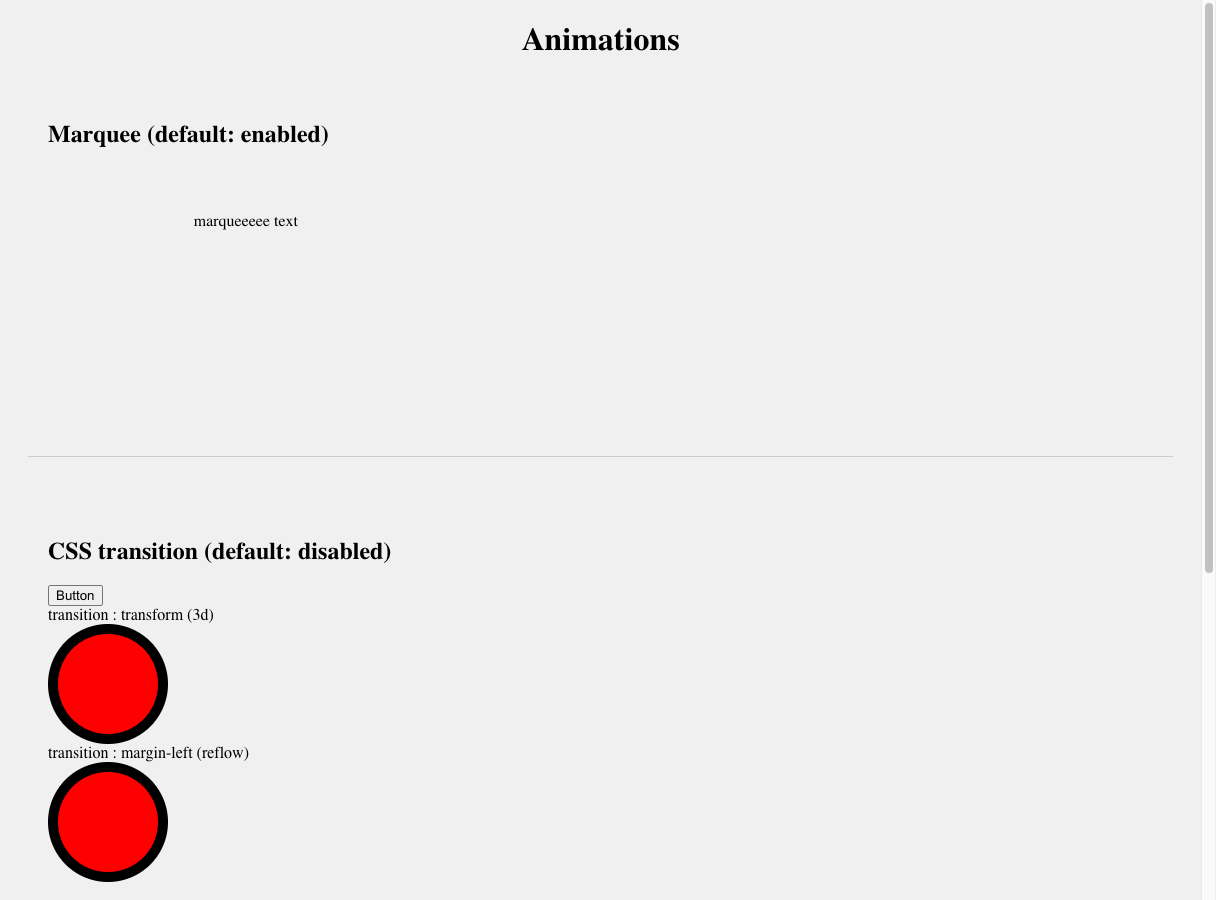 Animations
Marquee (default: enabled)
marqueeeee text
CSS transition (default: disabled)
Button
transition : transform (3d)
transition : margin-left (reflow)